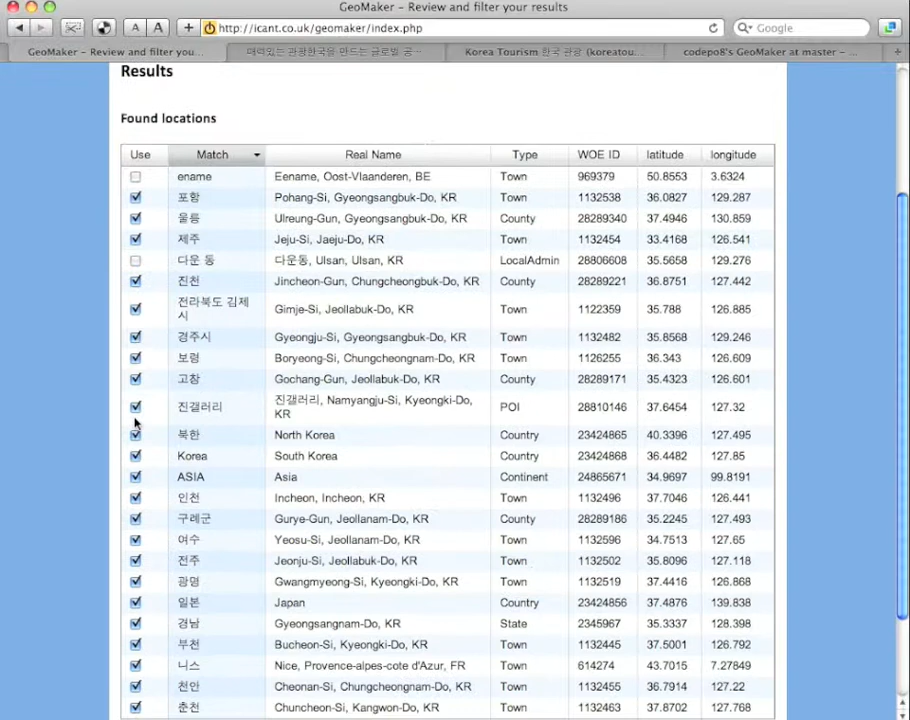 GeoMaker – Review and filter your results
A A + http://icant.co.uk/geomaker/index.php Google
GeoMaker – Review and filter you... 매력있는 관광한국을 만드는 글로벌 공… Korea Tourism 한국 관광 (koreatou... codepo8's GeoMaker at master – ... +
Results
Found locations
Use Match Real Name Type WOE ID latitude longitude
ename Eename, Oost-Vlaanderen, BE Town 969379 50.8553 3.6324
포항 Pohang-Si, Gyeongsangbuk-Do, KR Town 1132538 36.0827 129.287
울릉 Ulreung-Gun, Gyeongsangbuk-Do, KR County 28289340 37.4946 130.859
제주 Jeju-Si, Jaeju-Do, KR Town 1132454 33.4168 126.541
다운 동 다운동, Ulsan, Ulsan, KR LocalAdmin 28806608 35.5658 129.276
진천 Jincheon-Gun, Chungcheongbuk-Do, KR County 28289221 36.8751 127.442
전라북도 김제
시 Gimje-Si, Jeollabuk-Do, KR Town 1122359 35.788 126.885
경주시 Gyeongju-Si, Gyeongsangbuk-Do, KR Town 1132482 35.8568 129.246
보령 Boryeong-Si, Chungcheongnam-Do, KR Town 1126255 36.343 126.609
고창 Gochang-Gun, Jeollabuk-Do, KR County 28289171 35.4323 126.601
진갤러리 진갤러리, Namyangju-Si, Kyeongki-Do,
KR POI 28810146 37.6454 127.32
북한 North Korea Country 23424865 40.3396 127.495
Korea South Korea Country 23424868 36.4482 127.85
ASIA Asia Continent 24865671 34.9697 99.8191
인천 Incheon, Incheon, KR Town 1132496 37.7046 126.441
구례군 Gurye-Gun, Jeollanam-Do, KR County 28289186 35.2245 127.493
여수 Yeosu-Si, Jeollanam-Do, KR Town 1132596 34.7513 127.65
전주 Jeonju-Si, Jeollabuk-Do, KR Town 1132502 35.8096 127.118
광명 Gwangmyeong-Si, Kyeongki-Do, KR Town 1132519 37.4416 126.868
일본 Japan Country 23424856 37.4876 139.838
경남 Gyeongsangnam-Do, KR State 2345967 35.3337 128.398
부천 Bucheon-Si, Kyeongki-Do, KR Town 1132445 37.5001 126.792
니스 Nice, Provence-alpes-cote d'Azur, FR Town 614274 43.7015 7.27849
천안 Cheonan-Si, Chungcheongnam-Do, KR Town 1132455 36.7914 127.22
춘천 Chuncheon-Si, Kangwon-Do, KR Town 1132463 37.8702 127.768